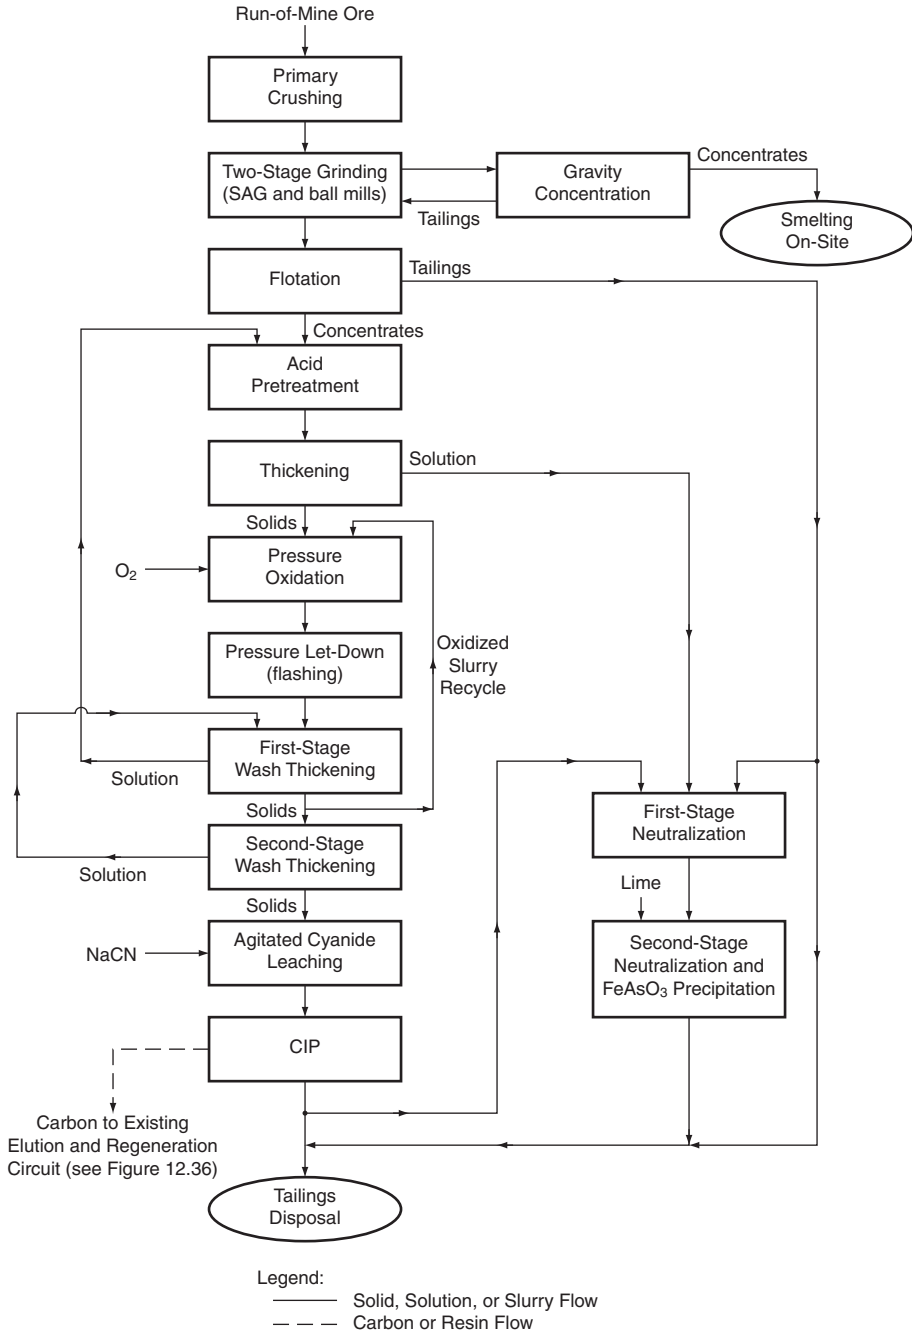 Run-of-Mine Ore
Primary
Crushing
Two-Stage Grinding
(SAG and ball mills)
Gravity
Concentration
Concentrates
Tailings
Smelting
On-Site
Flotation
Tailings
Concentrates
Acid
Pretreatment
Thickening
Solution
Solids
O₂
Pressure
Oxidation
Pressure Let-Down
(flashing)
Oxidized
Slurry
Recycle
First-Stage
Wash Thickening
Solution
Solids
First-Stage
Neutralization
Second-Stage
Wash Thickening
Solution
Solids
Lime
NaCN
Agitated Cyanide
Leaching
Second-Stage
Neutralization and
FeAsO₃ Precipitation
CIP
Carbon to Existing
Elution and Regeneration
Circuit (see Figure 12.36)
Tailings
Disposal
Legend:
Solid, Solution, or Slurry Flow
Carbon or Resin Flow